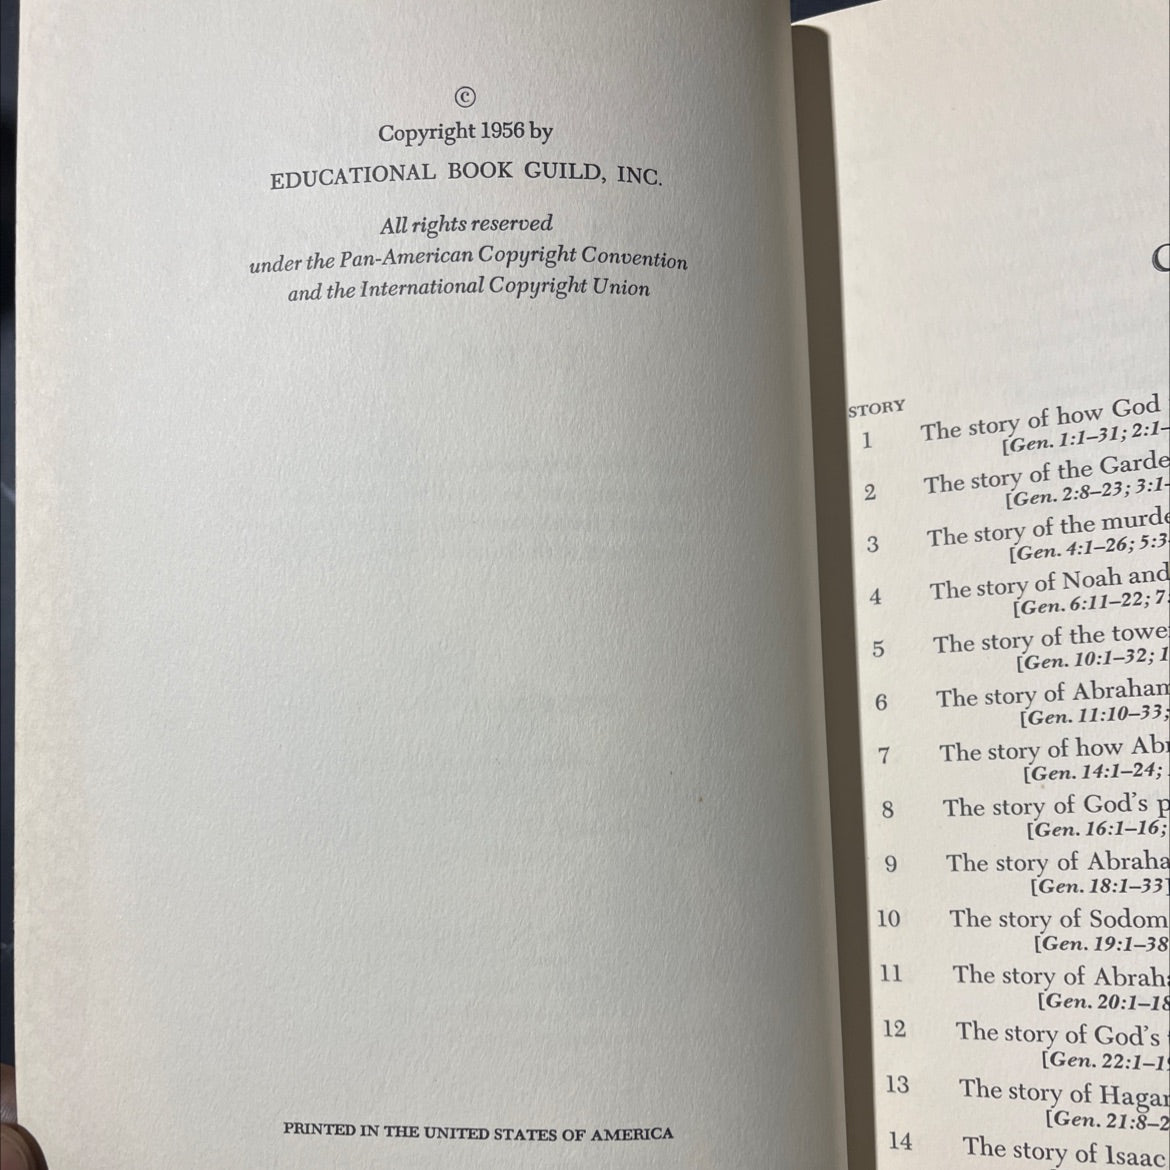 ©
Copyright 1956 by
EDUCATIONAL BOOK GUILD, INC.
All rights reserved
under the Pan-American Copyright Convention
and the International Copyright Union
PRINTED IN THE UNITED STATES OF AMERICA
STORY
1 The story of how God
[Gen. 1:1–31; 2:1–
2 The story of the Garde
[Gen. 2:8–23; 3:1-
3 The story of the murde
[Gen. 4:1–26; 5:3-
4 The story of Noah and
[Gen. 6:11–22; 7:
5 The story of the towe
[Gen. 10:1–32; 1
6 The story of Abraham
[Gen. 11:10–33;
7 The story of how Abr
[Gen. 14:1–24;
8 The story of God's p
[Gen. 16:1–16;
9 The story of Abraha
[Gen. 18:1–33]
10 The story of Sodom
[Gen. 19:1–38
11 The story of Abraha
[Gen. 20:1–18
12 The story of God's
[Gen. 22:1–19
13 The story of Hagar
[Gen. 21:8–2
14 The story of Isaac